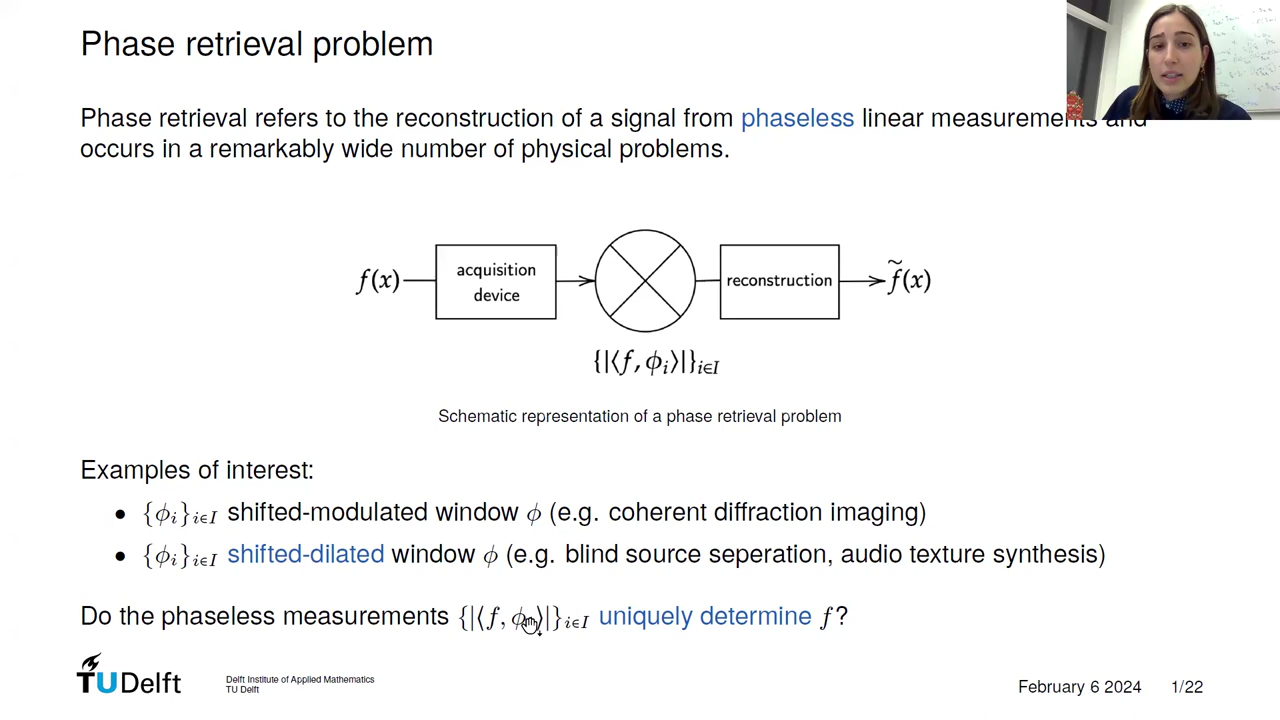 Phase retrieval problem
Phase retrieval refers to the reconstruction of a signal from phaseless linear measurements and
occurs in a remarkably wide number of physical problems.
f(x)
acquisition
device
reconstruction
f̃(x)
{|⟨f, ϕᵢ⟩|}ᵢ∈I
Schematic representation of a phase retrieval problem
Examples of interest:
• {ϕᵢ}ᵢ∈I shifted-modulated window ϕ (e.g. coherent diffraction imaging)
• {ϕᵢ}ᵢ∈I shifted-dilated window ϕ (e.g. blind source seperation, audio texture synthesis)
Do the phaseless measurements {|⟨f, ϕᵢ⟩|}ᵢ∈I uniquely determine f?
TUDelft
Delft Institute of Applied Mathematics
TU Delft
February 6 2024 1/22